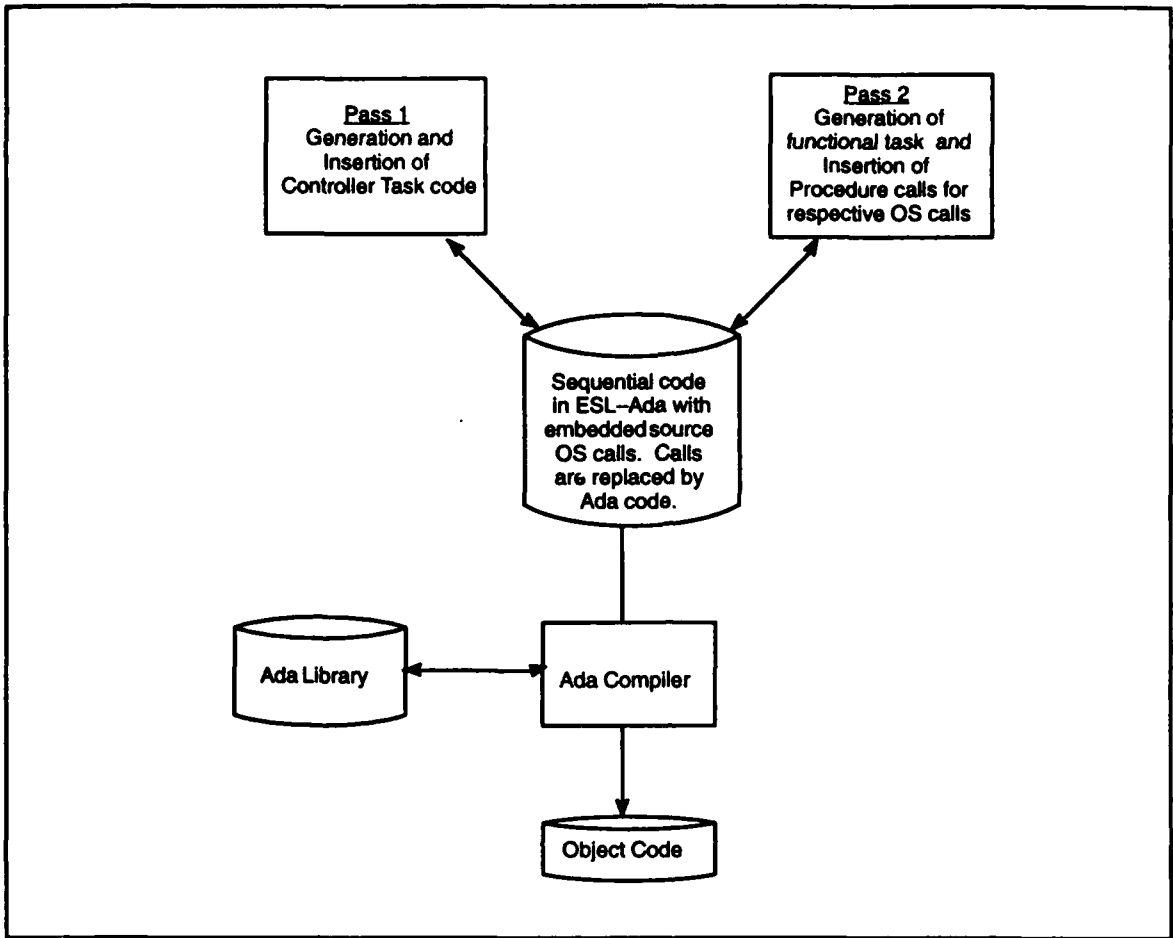 Pass 1
Generation and
Insertion of
Controller Task code
Pass 2
Generation of
functional task and
Insertion of
Procedure calls for
respective OS calls
Sequential code
in ESL–Ada with
embedded source
OS calls. Calls
are replaced by
Ada code.
Ada Library
Ada Compiler
Object Code